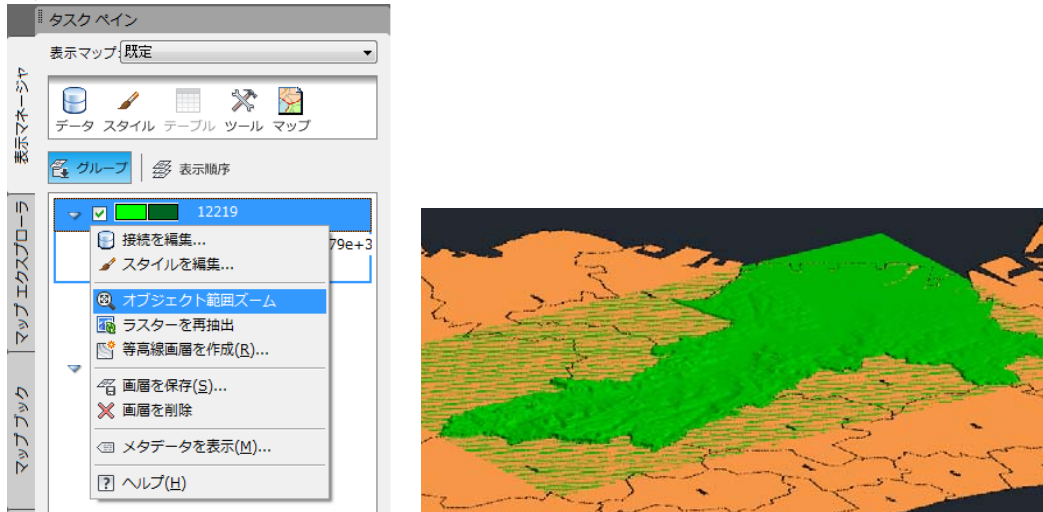 タスク ペイン
表示マップ:既定
データ スタイル テーブル ツール マップ
グループ 表示順序
12219
79e+3
接続を編集...
スタイルを編集...
オブジェクト範囲ズーム
ラスターを再抽出
等高線画層を作成(R)...
画層を保存(S)...
画層を削除
メタデータを表示(M)...
ヘルプ(H)
表示マネージャ
マップ エクスプローラ
マップ ブック